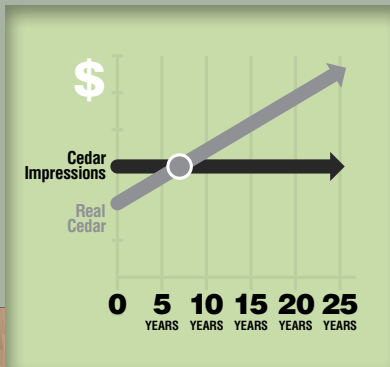 $
Cedar
Impressions
Real
Cedar
0 5 10 15 20 25
YEARS YEARS YEARS YEARS YEARS